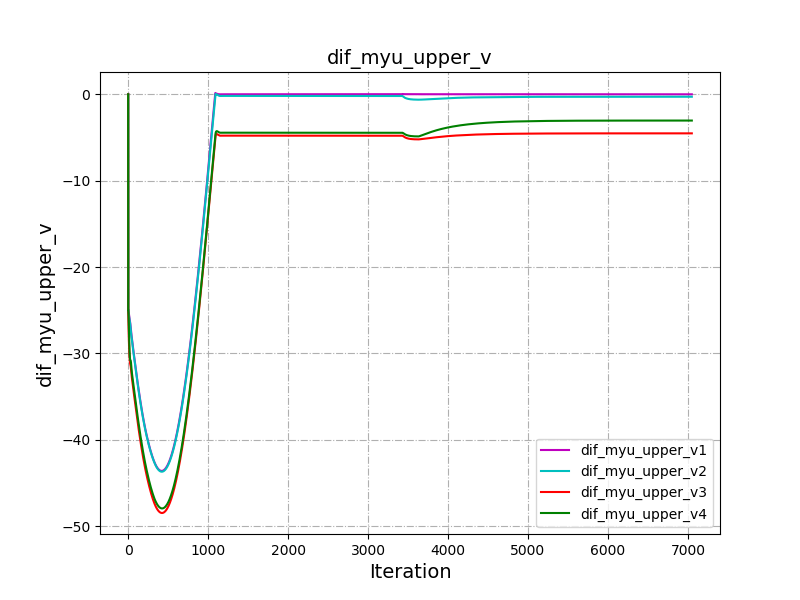 dif_myu_upper_v
dif_myu_upper_v
0
−10
−20
−30
−40
−50
dif_myu_upper_v1
dif_myu_upper_v2
dif_myu_upper_v3
dif_myu_upper_v4
0 1000 2000 3000 4000 5000 6000 7000
Iteration